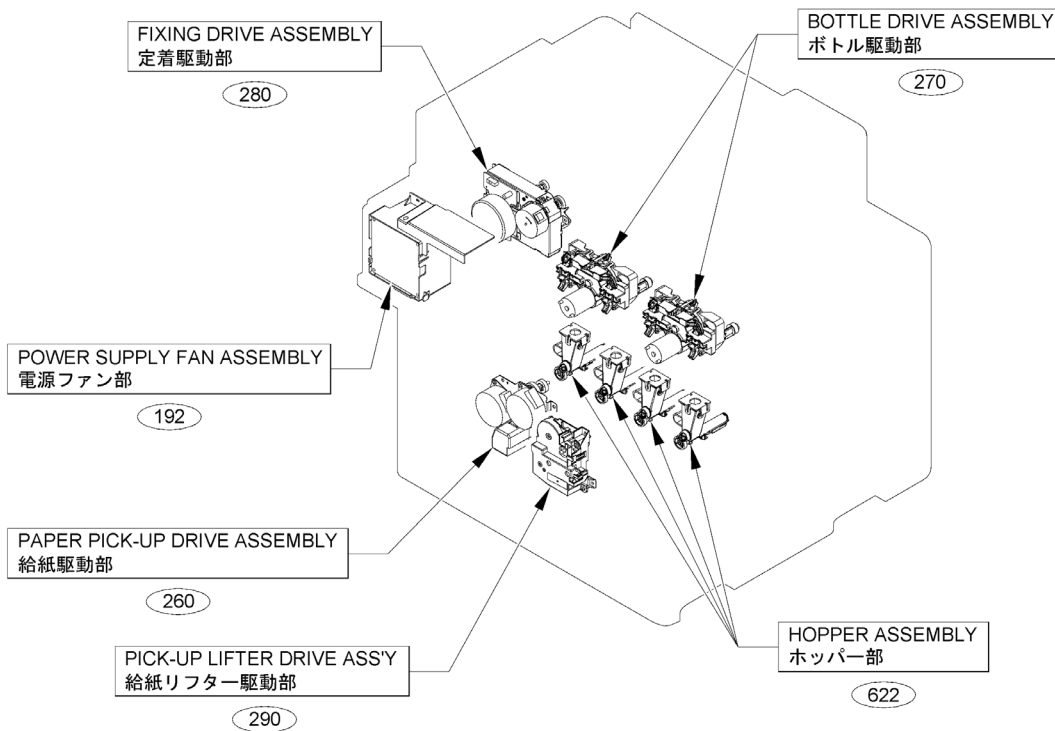 FIXING DRIVE ASSEMBLY
定着駆動部
280
BOTTLE DRIVE ASSEMBLY
ボトル駆動部
270
POWER SUPPLY FAN ASSEMBLY
電源ファン部
192
PAPER PICK-UP DRIVE ASSEMBLY
給紙駆動部
260
PICK-UP LIFTER DRIVE ASS'Y
給紙リフター駆動部
290
HOPPER ASSEMBLY
ホッパー部
622